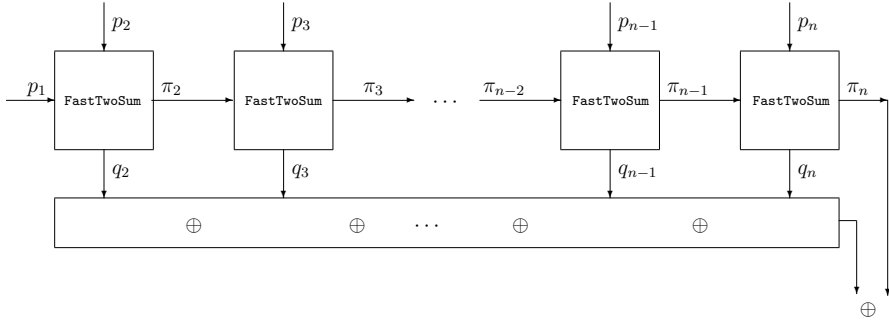 p₂ p₃ pₙ₋₁ pₙ
p₁ FastTwoSum π₂ FastTwoSum π₃ ⋯ πₙ₋₂ FastTwoSum πₙ₋₁ FastTwoSum πₙ
q₂ q₃ qₙ₋₁ qₙ
⊕ ⊕ ⋯ ⊕ ⊕
⊕